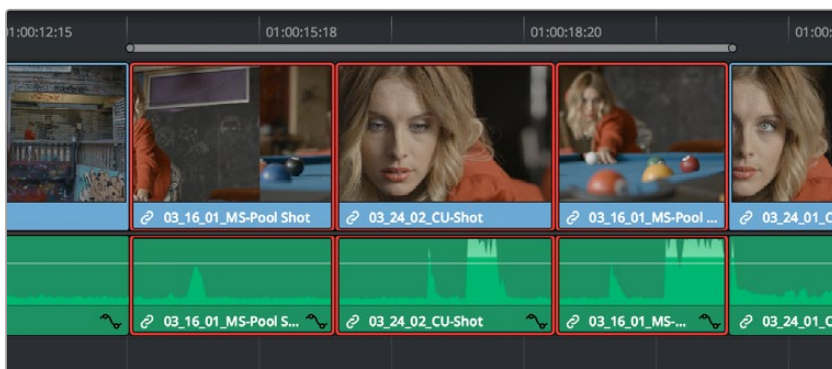 1:00:12:15
01:00:15:18
01:00:18:20
01:00:
03_16_01_MS-Pool Shot
03_24_02_CU-Shot
03_16_01_MS-Pool ...
03_24_01_C
03_16_01_MS-Pool S...
03_24_02_CU-Shot
03_16_01_MS-...
03_24_01_C